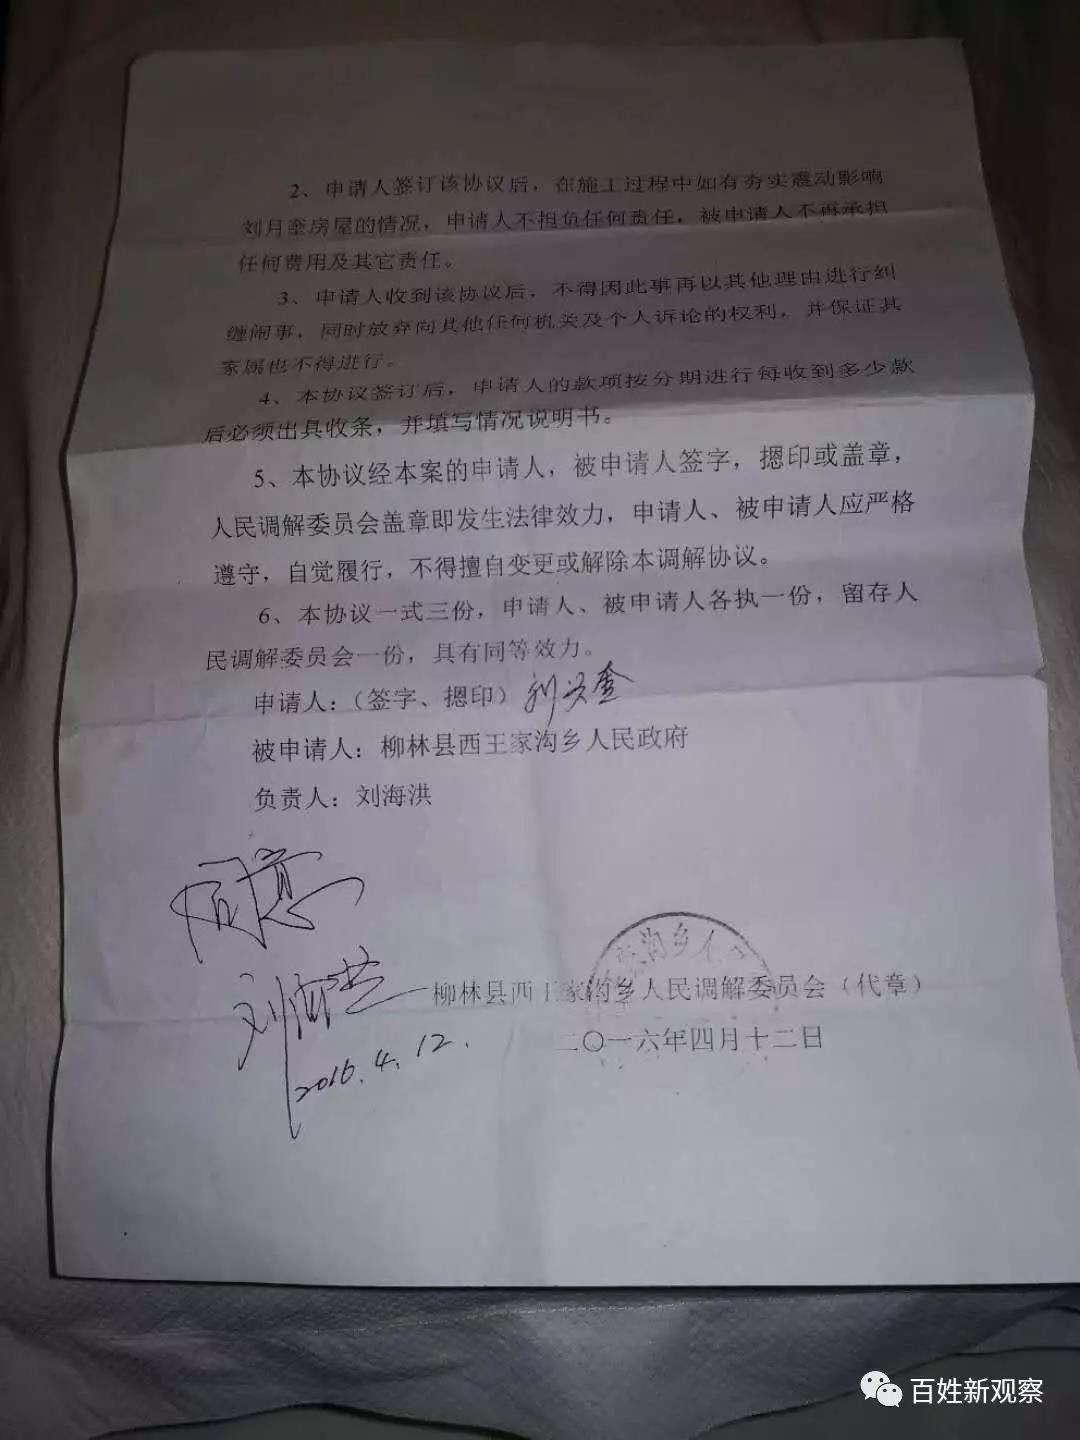 2、申请人签订该协议后，在施工过程中如有夯实震动影响
刘月奎房屋的情况，申请人不担负任何责任，被申请人不再承担
任何费用及其它责任。
3、申请人收到该协议后，不得因此事再以其他理由进行纠
缠闹事，同时放弃向其他任何机关及个人诉论的权利，并保证其
家属也不得进行。
4、本协议签订后，申请人的款项按分期进行每收到多少款
后必须出具收条，并填写情况说明书。
5、本协议经本案的申请人，被申请人签字，摁印或盖章，
人民调解委员会盖章即发生法律效力，申请人、被申请人应严格
遵守，自觉履行，不得擅自变更或解除本调解协议。
6、本协议一式三份，申请人、被申请人各执一份，留存人
民调解委员会一份，具有同等效力。
申请人：（签字、摁印）刘月奎
被申请人：柳林县西王家沟乡人民政府
负责人：刘海洪
同意
刘海洪
2016.4.12.
家沟乡人民
柳林县西王家沟乡人民调解委员会（代章）
二〇一六年四月十二日
百姓新观察